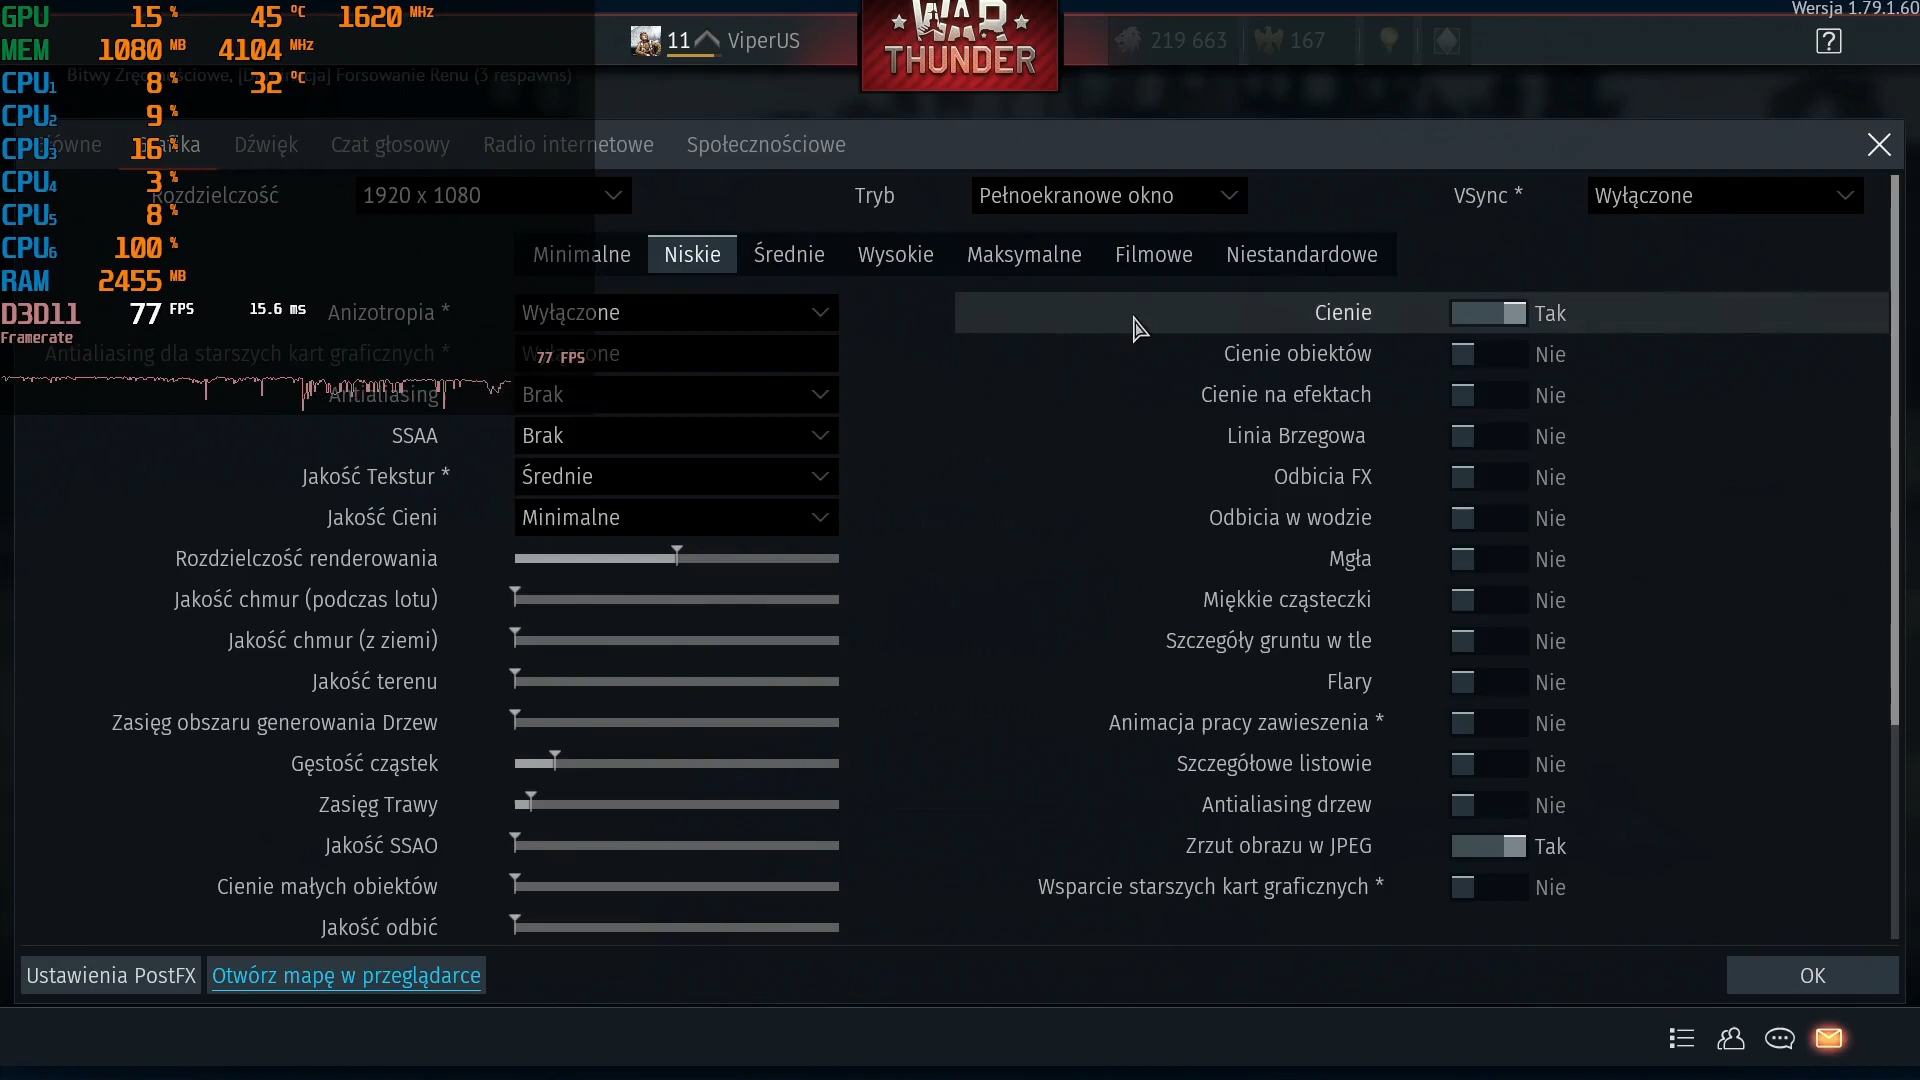 GPU 15 % 45 °C 1620 MHz
MEM 1080 MB 4104 MHz
CPU1 8 % 32 °C
CPU2 9 %
CPU3 16 %
CPU4 3 %
CPU5 8 %
CPU6 100 %
RAM 2455 MB
D3D11 77 FPS 15.6 ms
Framerate
77 FPS
11 ViperUS
WAR
THUNDER
219 663 167
Wersja 1.79.1.60
?
Forsowanie Renu (3 respawns)
Dźwięk Czat głosowy Radio internetowe Społecznościowe
Rozdzielczość 1920 x 1080 Tryb Pełnoekranowe okno VSync * Wyłączone
Minimalne Niskie Średnie Wysokie Maksymalne Filmowe Niestandardowe
Anizotropia * Wyłączone
Antialiasing dla starszych kart graficznych * Wyłączone
Antialiasing Brak
SSAA Brak
Jakość Tekstur * Średnie
Jakość Cieni Minimalne
Rozdzielczość renderowania
Jakość chmur (podczas lotu)
Jakość chmur (z ziemi)
Jakość terenu
Zasięg obszaru generowania Drzew
Gęstość cząstek
Zasięg Trawy
Jakość SSAO
Cienie małych obiektów
Jakość odbić
Cienie Tak
Cienie obiektów Nie
Cienie na efektach Nie
Linia Brzegowa Nie
Odbicia FX Nie
Odbicia w wodzie Nie
Mgła Nie
Miękkie cząsteczki Nie
Szczegóły gruntu w tle Nie
Flary Nie
Animacja pracy zawieszenia * Nie
Szczegółowe listowie Nie
Antialiasing drzew Nie
Zrzut obrazu w JPEG Tak
Wsparcie starszych kart graficznych * Nie
Ustawienia PostFX Otwórz mapę w przeglądarce OK